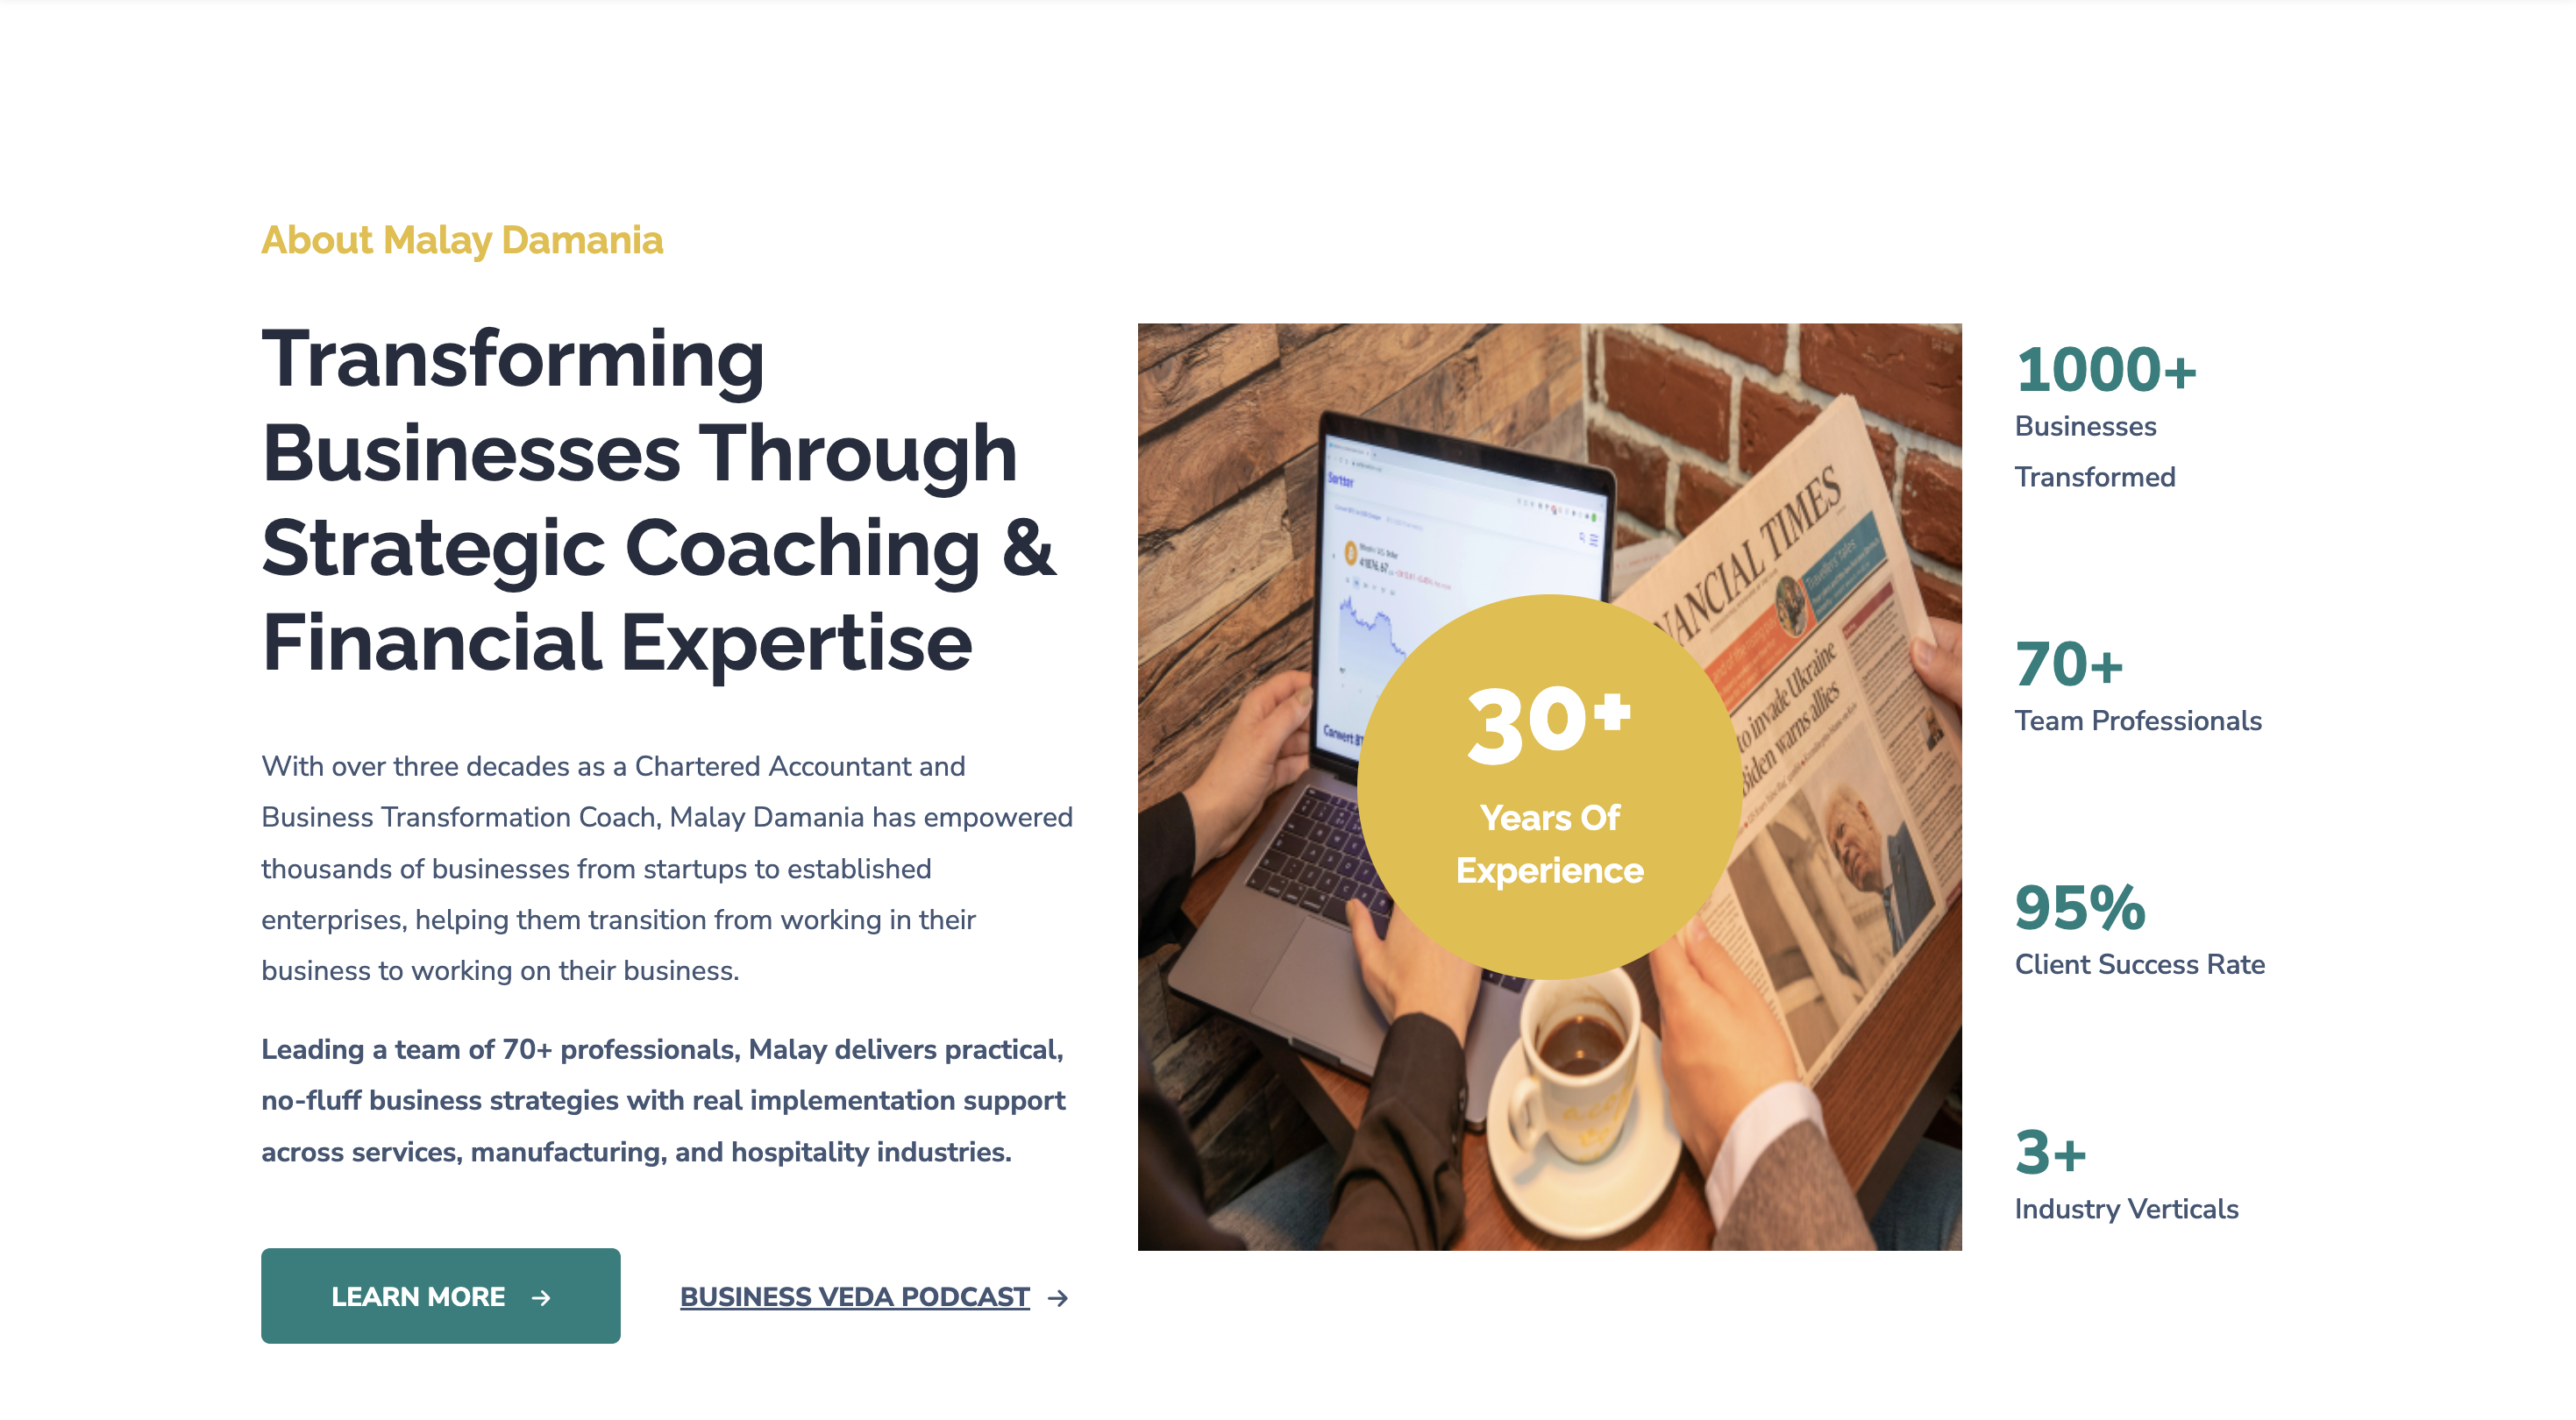 About Malay Damania
Transforming
Businesses Through
Strategic Coaching &
Financial Expertise
With over three decades as a Chartered Accountant and
Business Transformation Coach, Malay Damania has empowered
thousands of businesses from startups to established
enterprises, helping them transition from working in their
business to working on their business.
Leading a team of 70+ professionals, Malay delivers practical,
no-fluff business strategies with real implementation support
across services, manufacturing, and hospitality industries.
LEARN MORE →
BUSINESS VEDA PODCAST →
NANCIAL TIMES
to invade Ukraine
Biden warns allies
30+
Years Of
Experience
1000+
Businesses
Transformed
70+
Team Professionals
95%
Client Success Rate
3+
Industry Verticals